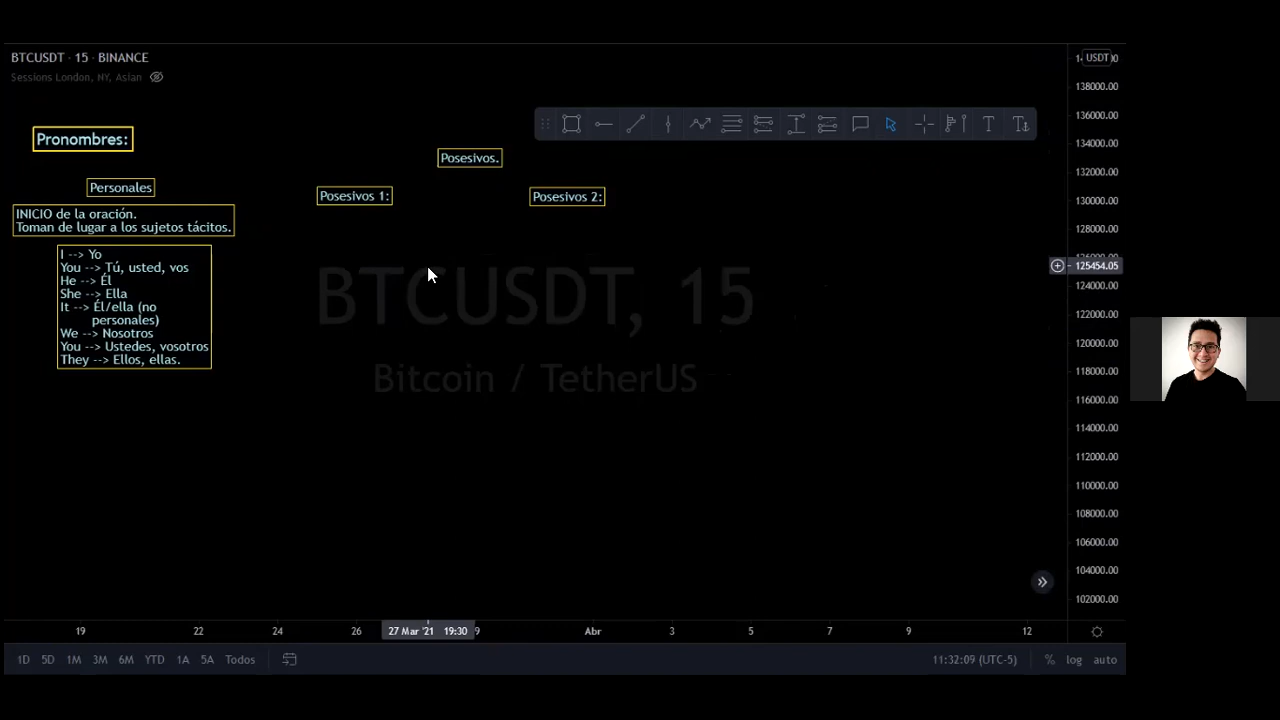 BTCUSDT · 15 · BINANCE
Sessions London, NY, Asian
USDT
138000.00
136000.00
134000.00
132000.00
130000.00
128000.00
125454.05
124000.00
122000.00
120000.00
118000.00
116000.00
114000.00
112000.00
110000.00
108000.00
106000.00
104000.00
102000.00
Pronombres:
Posesivos.
Personales
Posesivos 1:
Posesivos 2:
INICIO de la oración.
Toman de lugar a los sujetos tácitos.
I --> Yo
You --> Tú, usted, vos
He --> Él
She --> Ella
It --> Él/ella (no
personales)
We --> Nosotros
You --> Ustedes, vosotros
They --> Ellos, ellas.
BTCUSDT, 15
Bitcoin / TetherUS
19
22
24
26
27 Mar '21 19:30
9
Abr
3
5
7
9
12
1D 5D 1M 3M 6M YTD 1A 5A Todos
11:32:09 (UTC-5)
% log auto